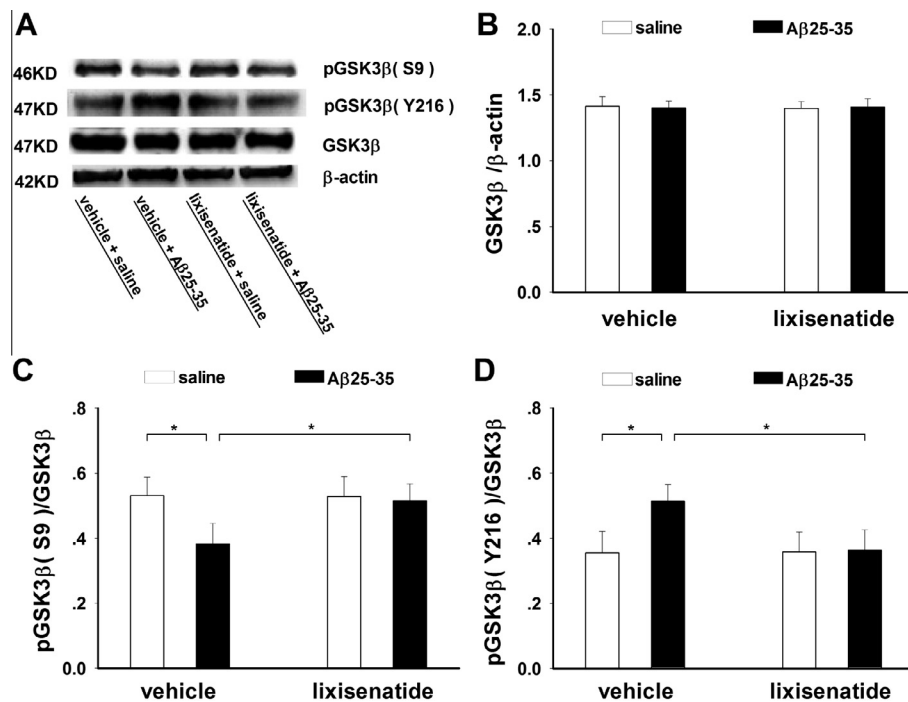 A
46KD pGSK3β( S9 )
47KD pGSK3β( Y216 )
47KD GSK3β
42KD β-actin
vehicle + saline
vehicle + Aβ25-35
lixisenatide + saline
lixisenatide + Aβ25-35
B
saline Aβ25-35
GSK3β /β-actin
2.0
1.5
1.0
.5
0.0
vehicle lixisenatide
C
saline Aβ25-35
pGSK3β( S9 )/GSK3β
.8
.6
.4
.2
0.0
* *
vehicle lixisenatide
D
saline Aβ25-35
pGSK3β( Y216 )/GSK3β
.8
.6
.4
.2
0.0
* *
vehicle lixisenatide